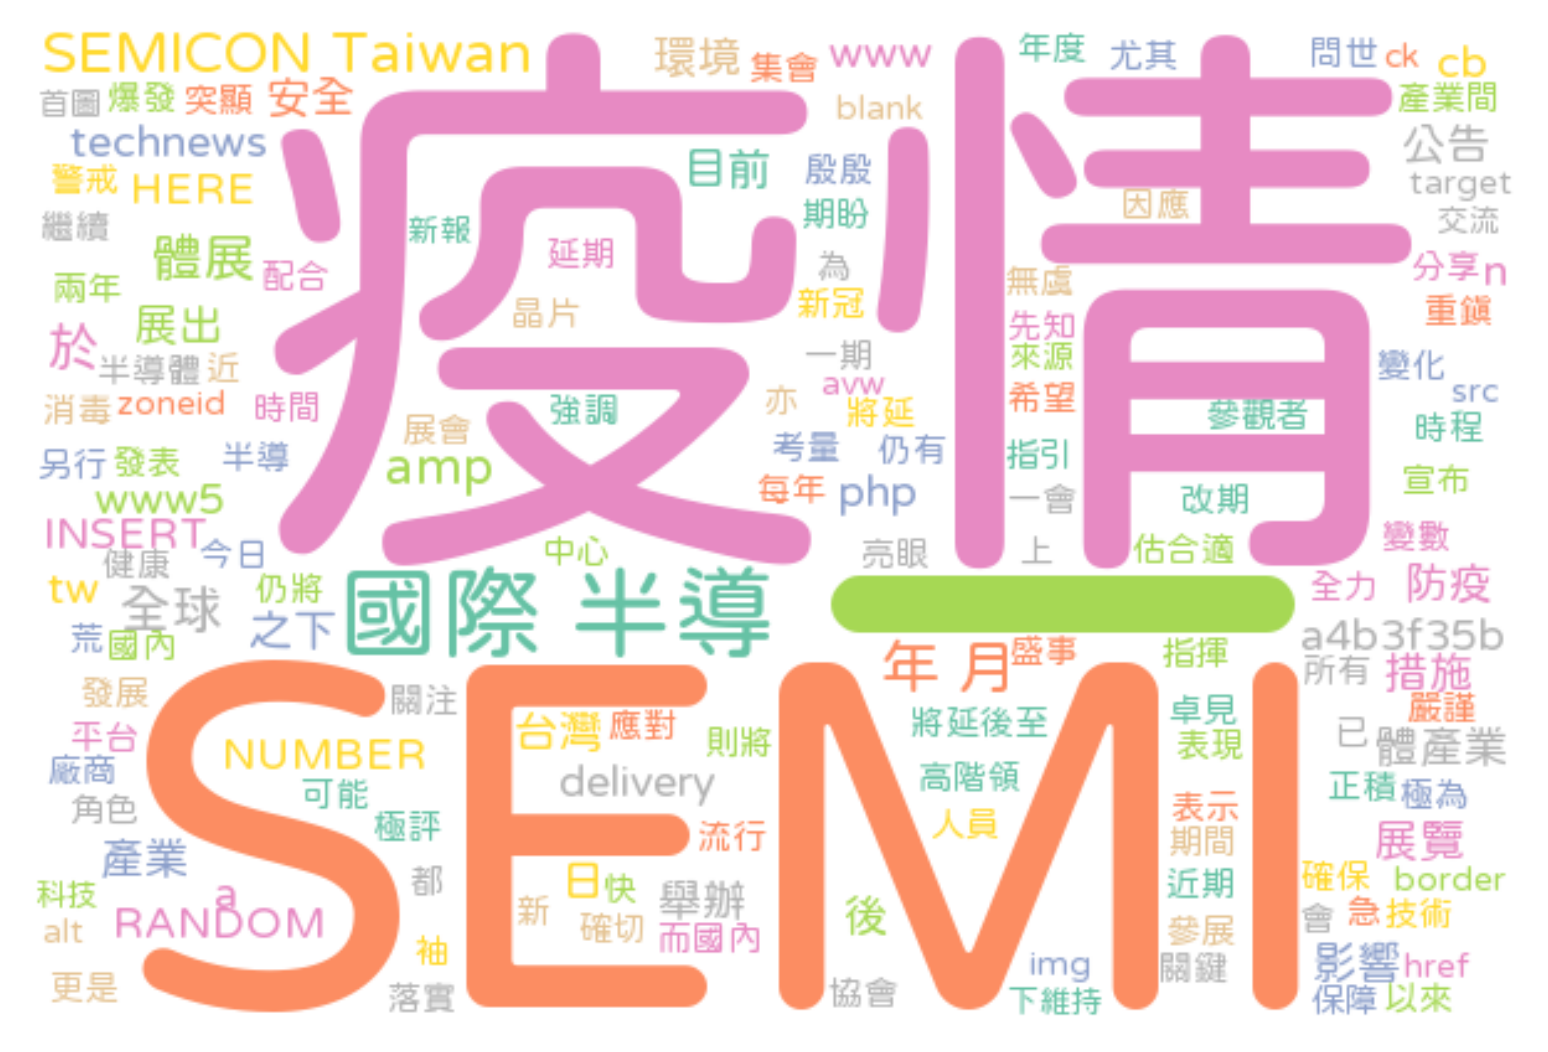 SEMICON Taiwan
環境
集會
www
年度
尤其
問世
ck
cb
首圖
爆發
突顯
安全
疫情
blank
產業間
technews
目前
殷殷
公告
警戒
HERE
target
繼續
新報
期盼
因應
交流
體展
配合
延期
為
無虞
分享
n
兩年
展出
晶片
新冠
先知
重鎮
於
半導體
近
一期
來源
變化
消毒
zoneid
時間
展會
強調
亦
avw
將延
希望
參觀者
src
時程
另行
發表
半導
amp
考量
仍有
指引
宣布
www5
每年
php
一會
改期
INSERT
今日
中心
亮眼
上
估合適
變數
健康
tw
仍將
全球
之下
國際 半導
一
全力
防疫
荒
國內
年 月
盛事
指揮
a4b3f35b
SEMI
發展
關注
所有
措施
平台
NUMBER
台灣
應對
則將
將延後至
卓見
表現
嚴謹
已
體產業
廠商
可能
delivery
高階領
正積
極為
角色
極評
流行
人員
表示
期間
展覽
產業
都
日
快
舉辦
近期
確保
border
科技
a
RANDOM
新
確切
而國內
後
參展
會
急
技術
alt
袖
img
關鍵
影響
href
更是
落實
協會
下維持
保障
以來